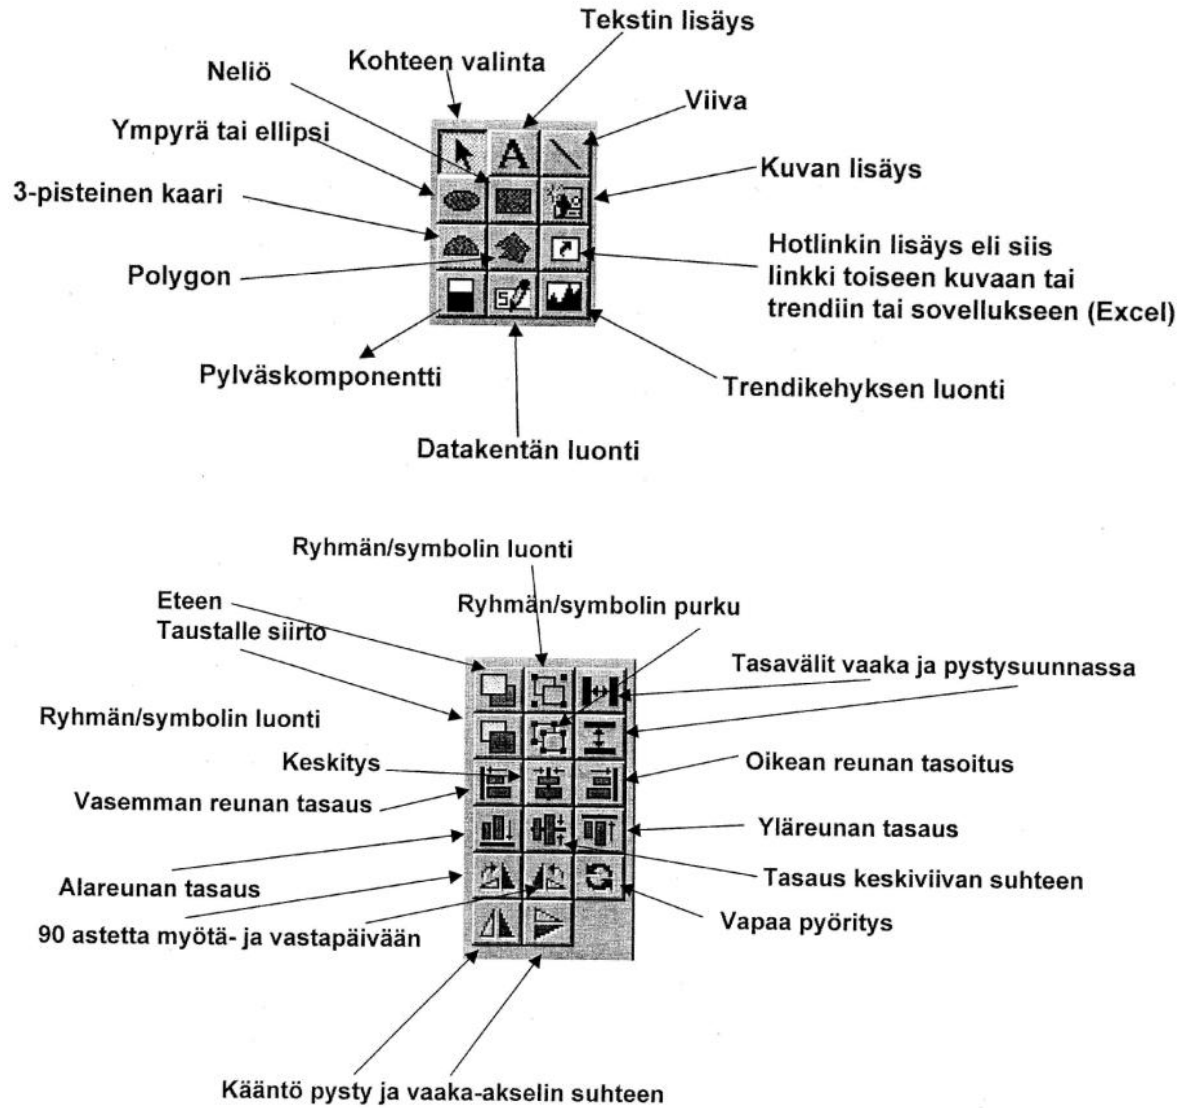 Tekstin lisäys
Kohteen valinta
Neliö
Viiva
Ympyrä tai ellipsi
Kuvan lisäys
3-pisteinen kaari
A
Hotlinkin lisäys eli siis
linkki toiseen kuvaan tai
trendiin tai sovellukseen (Excel)
Polygon
5
Pylväskomponentti
Trendikehyksen luonti
Datakentän luonti
Ryhmän/symbolin luonti
Eteen
Ryhmän/symbolin purku
Taustalle siirto
Tasavälit vaaka ja pystysuunnassa
Ryhmän/symbolin luonti
Keskitys
Oikean reunan tasoitus
Vasemman reunan tasaus
Yläreunan tasaus
Alareunan tasaus
Tasaus keskiviivan suhteen
90 astetta myötä- ja vastapäivään
Vapaa pyöritys
Kääntö pysty ja vaaka-akselin suhteen